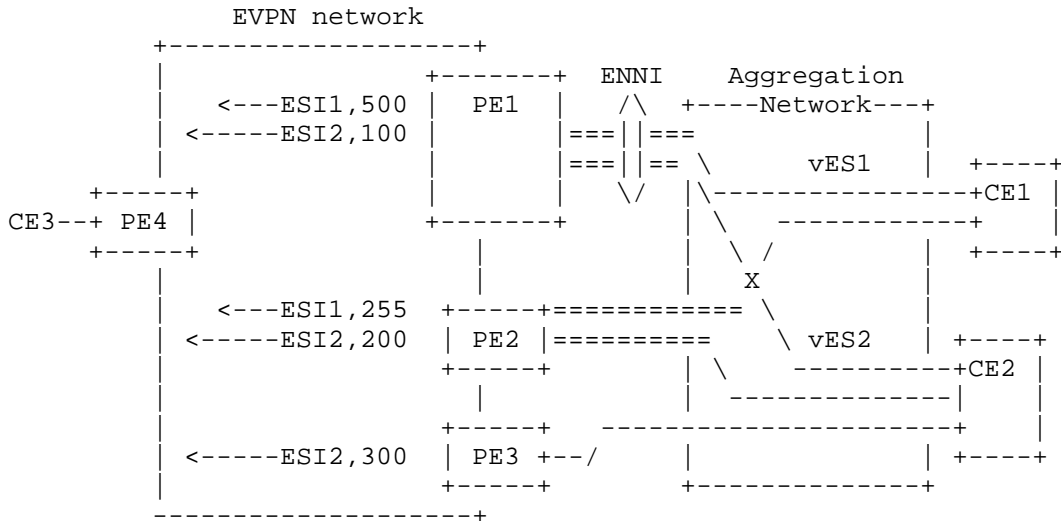 EVPN network
ENNI Aggregation
<---ESI1,500 PE1 Network
<-----ESI2,100
vES1
CE1
CE3 PE4
X
<---ESI1,255
<-----ESI2,200 PE2 vES2
CE2
<-----ESI2,300 PE3